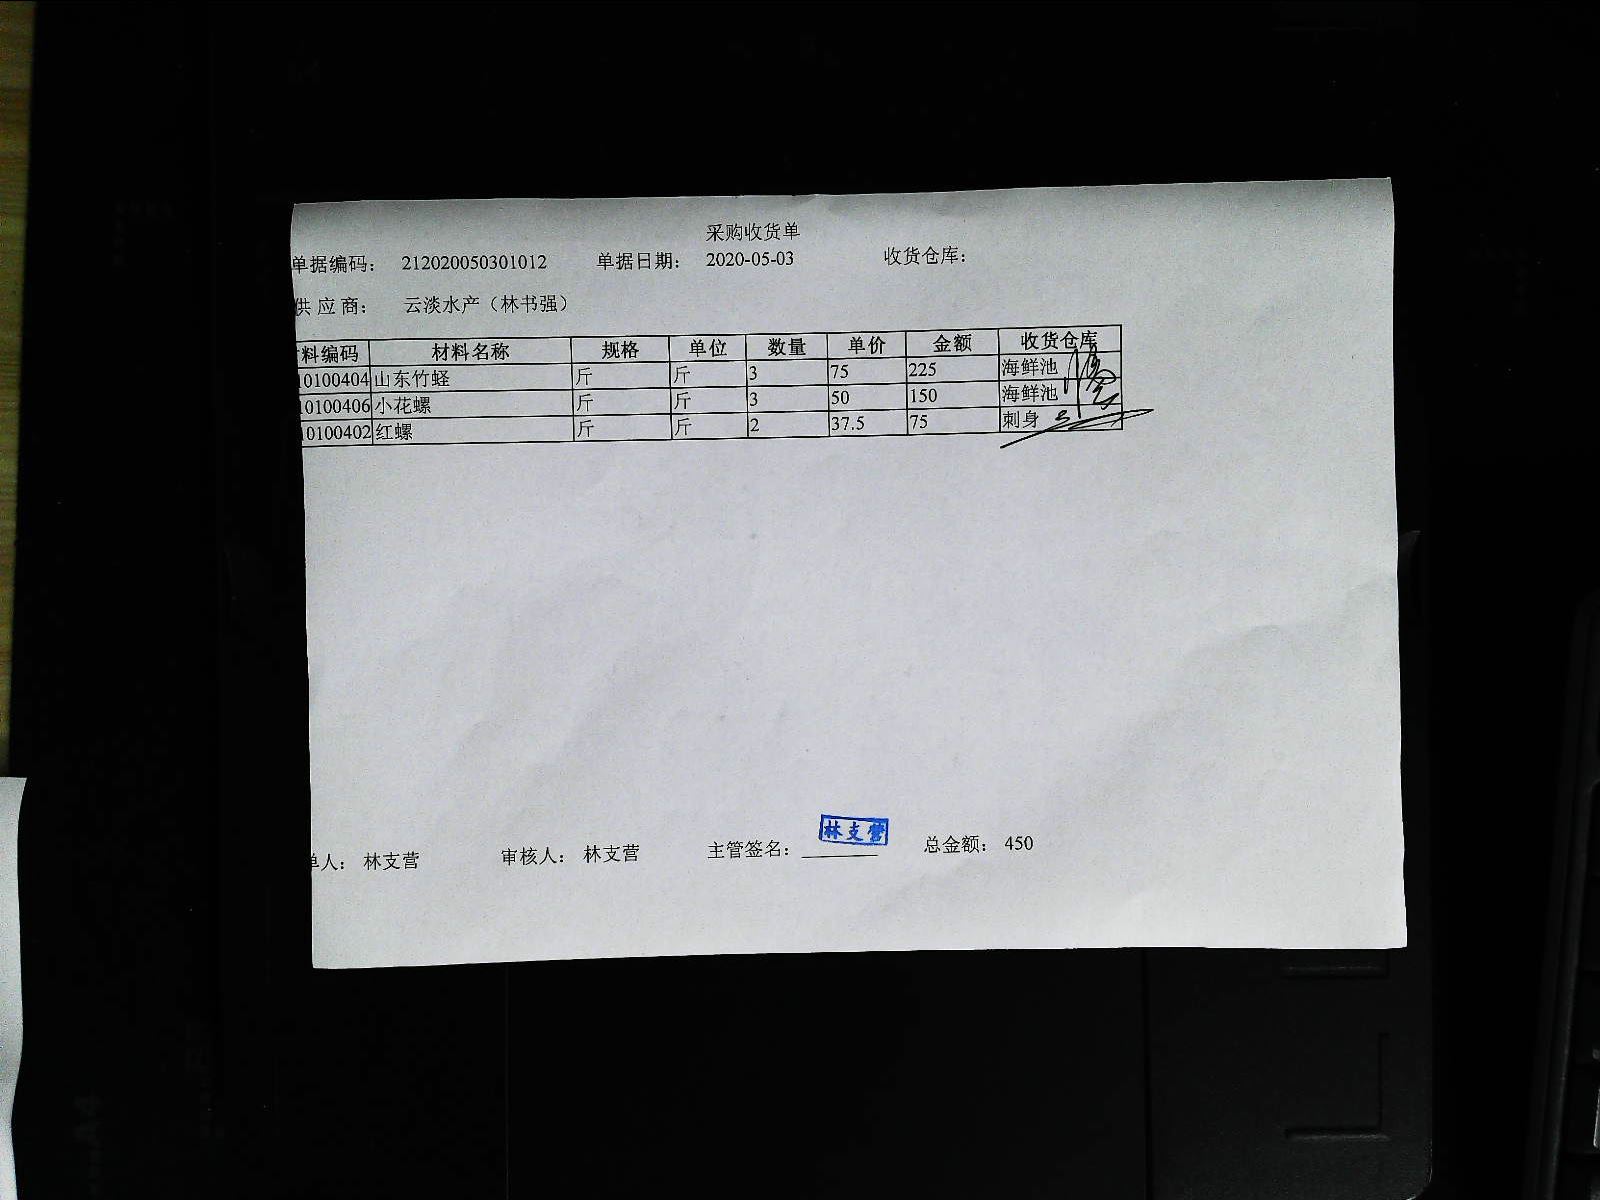 采购收货单
单据编码： 212020050301012 单据日期： 2020-05-03 收货仓库：
供应商： 云淡水产（林书强）
料编码 材料名称 规格 单位 数量 单价 金额 收货仓库
10100404 山东竹蛏 斤 斤 3 75 225 海鲜池
10100406 小花螺 斤 斤 3 50 150 海鲜池
10100402 红螺 斤 斤 2 37.5 75 刺身
林支营
单人： 林支营 审核人： 林支营 主管签名： 总金额： 450